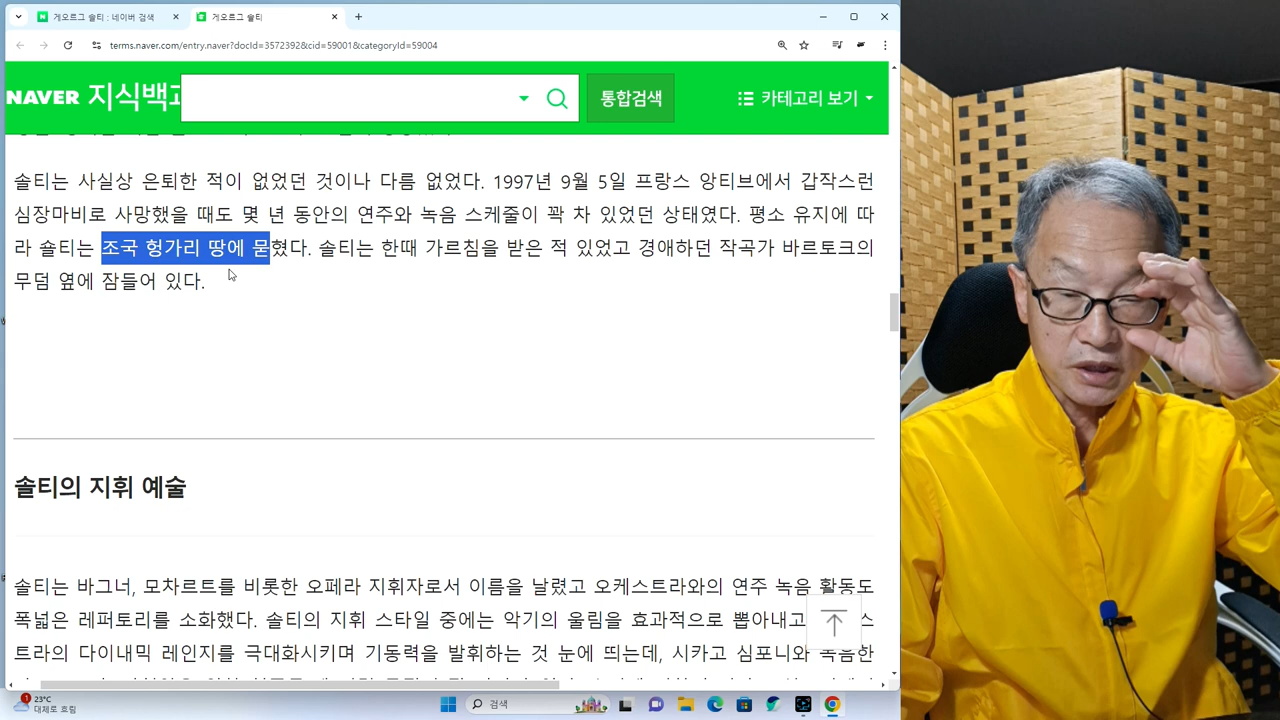 게오르그 솔티 : 네이버 검색
게오르그 솔티
terms.naver.com/entry.naver?docId=3572392&cid=59001&categoryId=59004
NAVER 지식백과
통합검색
카테고리 보기
솔티는 사실상 은퇴한 적이 없었던 것이나 다름 없었다. 1997년 9월 5일 프랑스 앙티브에서 갑작스런
심장마비로 사망했을 때도 몇 년 동안의 연주와 녹음 스케줄이 꽉 차 있었던 상태였다. 평소 유지에 따
라 숄티는 조국 헝가리 땅에 묻혔다. 솔티는 한때 가르침을 받은 적 있었고 경애하던 작곡가 바르토크의
무덤 옆에 잠들어 있다.
솔티의 지휘 예술
솔티는 바그너, 모차르트를 비롯한 오페라 지휘자로서 이름을 날렸고 오케스트라와의 연주 녹음 활동도
폭넓은 레퍼토리를 소화했다. 솔티의 지휘 스타일 중에는 악기의 울림을 효과적으로 뽑아내고 스
트라의 다이내믹 레인지를 극대화시키며 기동력을 발휘하는 것 눈에 띄는데, 시카고 심포니와 녹음한
1
23°C
대체로 흐림
검색